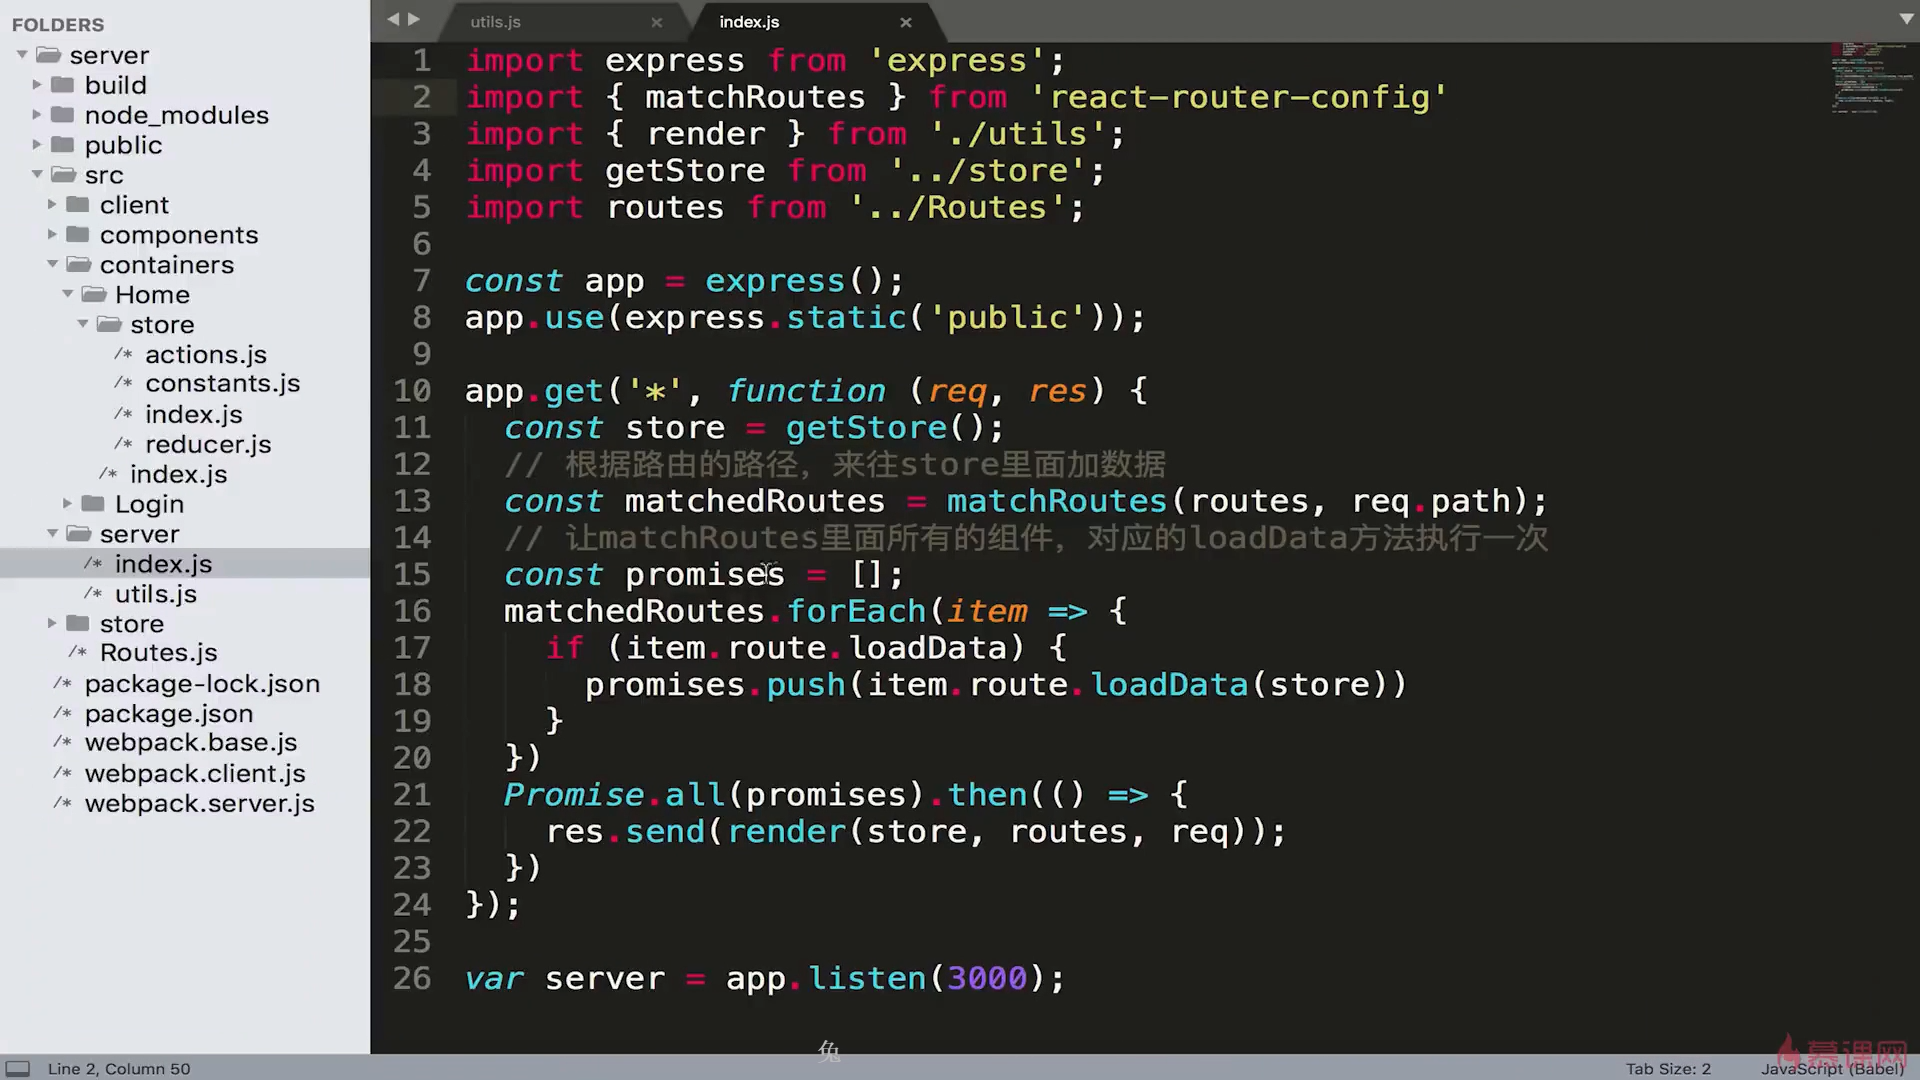 FOLDERS
server
build
node_modules
public
src
client
components
containers
Home
store
/* actions.js
/* constants.js
/* index.js
/* reducer.js
/* index.js
Login
server
/* index.js
/* utils.js
store
/* Routes.js
/* package-lock.json
/* package.json
/* webpack.base.js
/* webpack.client.js
/* webpack.server.js
utils.js ×
index.js ×
1 import express from 'express';
2 import { matchRoutes } from 'react-router-config'
3 import { render } from './utils';
4 import getStore from '../store';
5 import routes from '../Routes';
6
7 const app = express();
8 app.use(express.static('public'));
9
10 app.get('*', function (req, res) {
11 const store = getStore();
12 // 根据路由的路径，来往store里面加数据
13 const matchedRoutes = matchRoutes(routes, req.path);
14 // 让matchRoutes里面所有的组件，对应的loadData方法执行一次
15 const promises = [];
16 matchedRoutes.forEach(item => {
17 if (item.route.loadData) {
18 promises.push(item.route.loadData(store))
19 }
20 })
21 Promise.all(promises).then(() => {
22 res.send(render(store, routes, req));
23 })
24 });
25
26 var server = app.listen(3000);
兔
慕课网
Line 2, Column 50
Tab Size: 2
JavaScript (Babel)